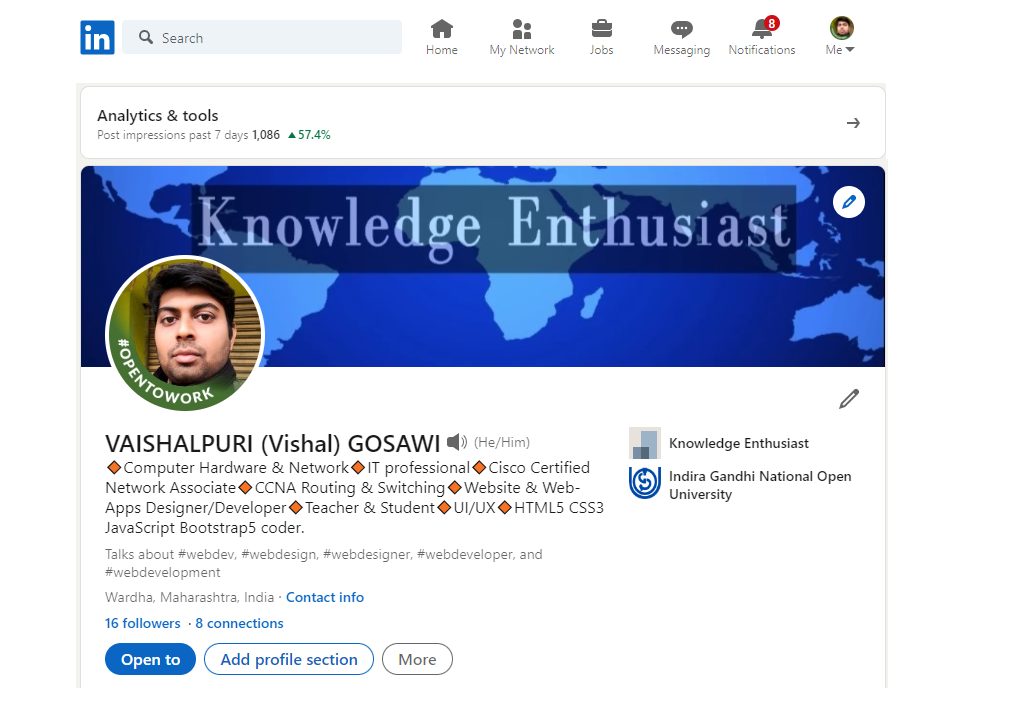 in
Search
Home
My Network
Jobs
Messaging
8
Notifications
Me
Analytics & tools
Post impressions past 7 days 1,086 ▲57.4%
Knowledge Enthusiast
#OPENTOWORK
VAISHALPURI (Vishal) GOSAWI (He/Him)
🔶Computer Hardware & Network🔶IT professional🔶Cisco Certified
Network Associate🔶CCNA Routing & Switching🔶Website & Web-
Apps Designer/Developer🔶Teacher & Student🔶UI/UX🔶HTML5 CSS3
JavaScript Bootstrap5 coder.
Talks about #webdev, #webdesign, #webdesigner, #webdeveloper, and
#webdevelopment
Wardha, Maharashtra, India · Contact info
16 followers · 8 connections
Open to
Add profile section
More
Knowledge Enthusiast
Indira Gandhi National Open
University